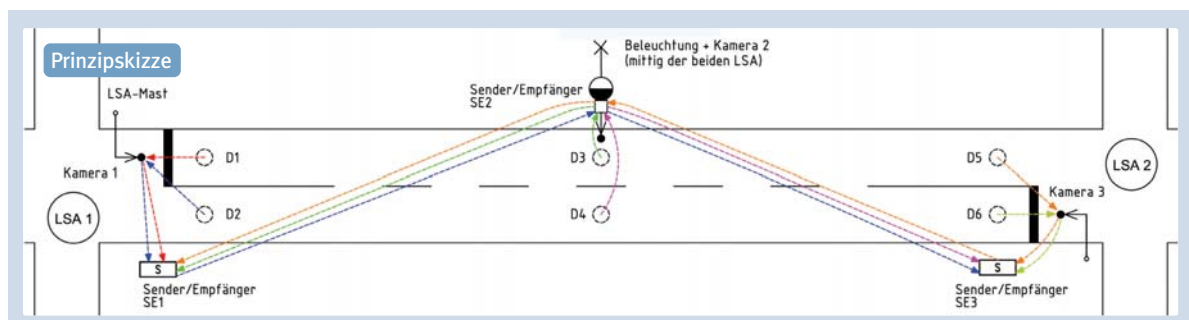 Prinzipskizze
Beleuchtung + Kamera 2
(mittig der beiden LSA)
Sender/Empfänger
SE2
LSA-Mast
D1
D3
D5
Kamera 1
Kamera 3
LSA 2
LSA 1
D2
D4
D6
S
S
Sender/Empfänger
SE1
Sender/Empfänger
SE3